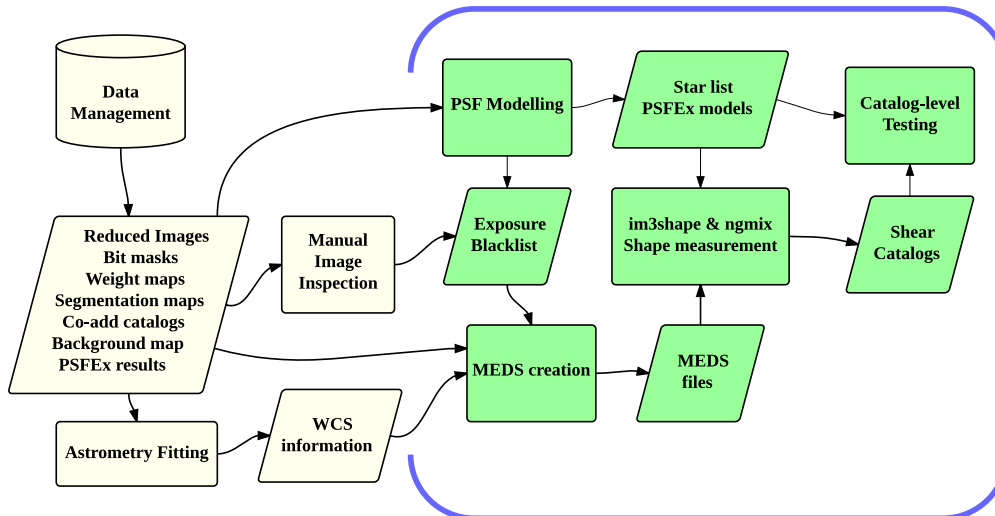 Data
Management
Reduced Images
Bit masks
Weight maps
Segmentation maps
Co-add catalogs
Background map
PSFEx results
Astrometry Fitting
Manual
Image
Inspection
WCS
information
PSF Modelling
Exposure
Blacklist
MEDS creation
Star list
PSFEx models
im3shape & ngmix
Shape measurement
MEDS
files
Catalog-level
Testing
Shear
Catalogs